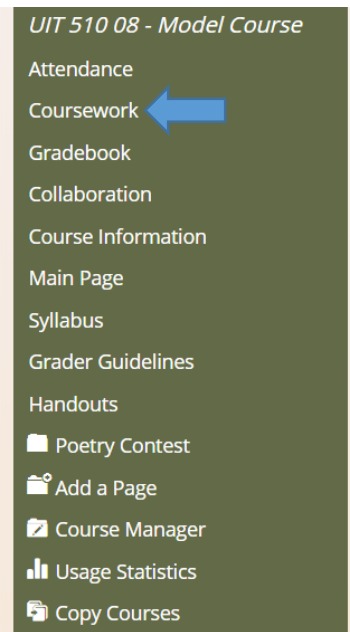 UIT 510 08 - Model Course
Attendance
Coursework
Gradebook
Collaboration
Course Information
Main Page
Syllabus
Grader Guidelines
Handouts
Poetry Contest
Add a Page
Course Manager
Usage Statistics
Copy Courses